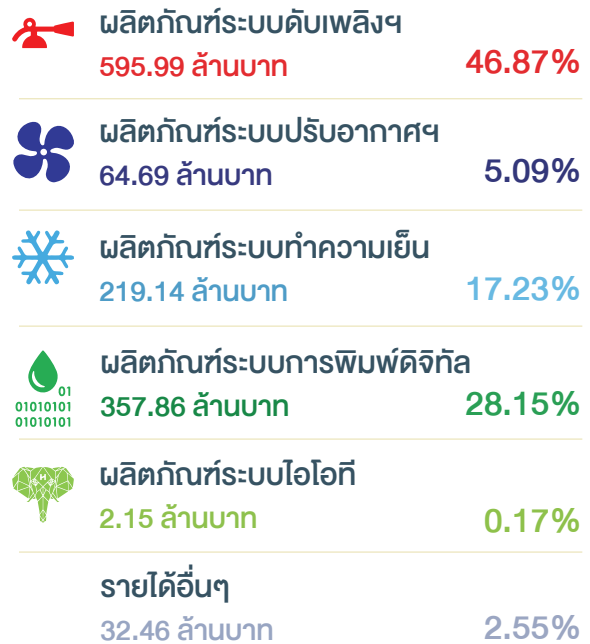 ผลิตภัณฑ์ระบบดับเพลิงฯ
595.99 ล้านบาท 46.87%
ผลิตภัณฑ์ระบบปรับอากาศฯ
64.69 ล้านบาท 5.09%
ผลิตภัณฑ์ระบบทำความเย็น
219.14 ล้านบาท 17.23%
ผลิตภัณฑ์ระบบการพิมพ์ดิจิทัล
01
01010101
01010101
357.86 ล้านบาท 28.15%
ผลิตภัณฑ์ระบบไอโอที
H
2.15 ล้านบาท 0.17%
รายได้อื่นๆ
32.46 ล้านบาท 2.55%